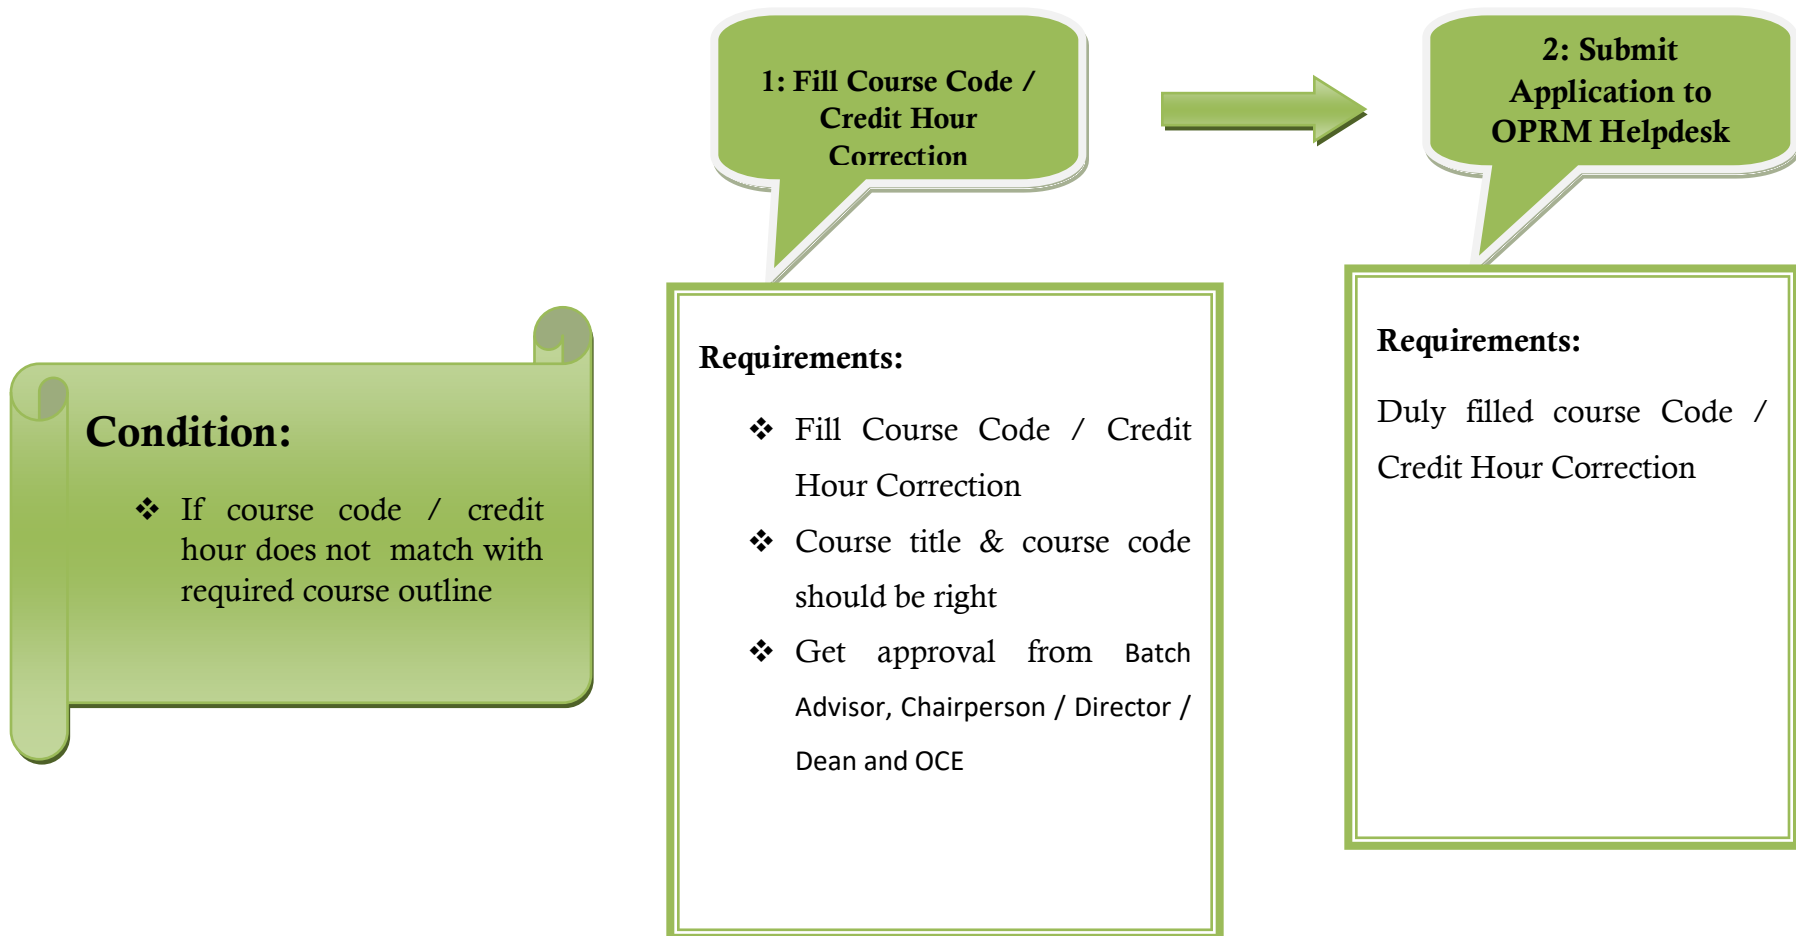 1: Fill Course Code /
Credit Hour
Correction
2: Submit
Application to
OPRM Helpdesk
Condition:
❖ If course code / credit
hour does not match with
required course outline
Requirements:
❖ Fill Course Code / Credit
Hour Correction
❖ Course title & course code
should be right
❖ Get approval from Batch
Advisor, Chairperson / Director /
Dean and OCE
Requirements:
Duly filled course Code /
Credit Hour Correction